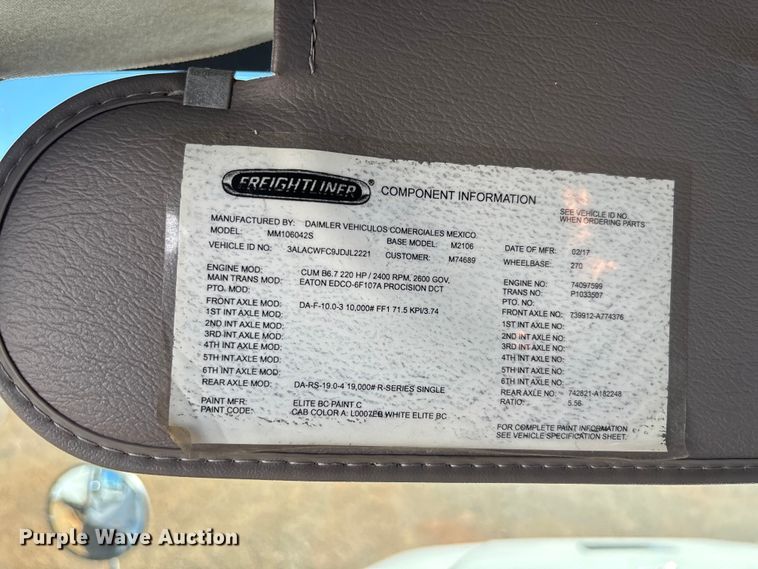 FREIGHTLINER ® COMPONENT INFORMATION
SEE VEHICLE ID NO.
WHEN ORDERING PARTS
MANUFACTURED BY: DAIMLER VEHICULOS COMERCIALES MEXICO
MODEL: MM106042S BASE MODEL: M2106 DATE OF MFR: 02/17
VEHICLE ID NO: 3ALACWFC9JDJL2221 CUSTOMER: M74689 WHEELBASE: 270
ENGINE MOD: CUM B6.7 220 HP / 2400 RPM, 2600 GOV. ENGINE NO: 74097599
MAIN TRANS MOD: EATON EDCO-6F107A PROCISION DCT TRANS NO: P1033507
PTO. MOD: PTO. NO:
FRONT AXLE MOD: DA-F-10.0-3 10,000# FF1 71.5 KPI/3.74 FRONT AXLE NO: 739912-A774376
1ST INT AXLE MOD: 1ST INT AXLE NO:
2ND INT AXLE MOD: 2ND INT AXLE NO:
3RD INT AXLE MOD: 3RD INT AXLE NO:
4TH INT AXLE MOD: 4TH INT AXLE NO:
5TH INT AXLE MOD: 5TH INT AXLE NO:
6TH INT AXLE MOD: 6TH INT AXLE NO:
REAR AXLE MOD: DA-RS-19.0-4 19,000# R-SERIES SINGLE REAR AXLE NO: 742821-A182248
RATIO: 5.56
PAINT MFR: ELITE BC PAINT C
PAINT CODE: CAB COLOR A: WHITE ELITE BC
FOR COMPLETE PAINT INFORMATION
SEE VEHICLE SPECIFICATION SHEET.
Purple Wave Auction